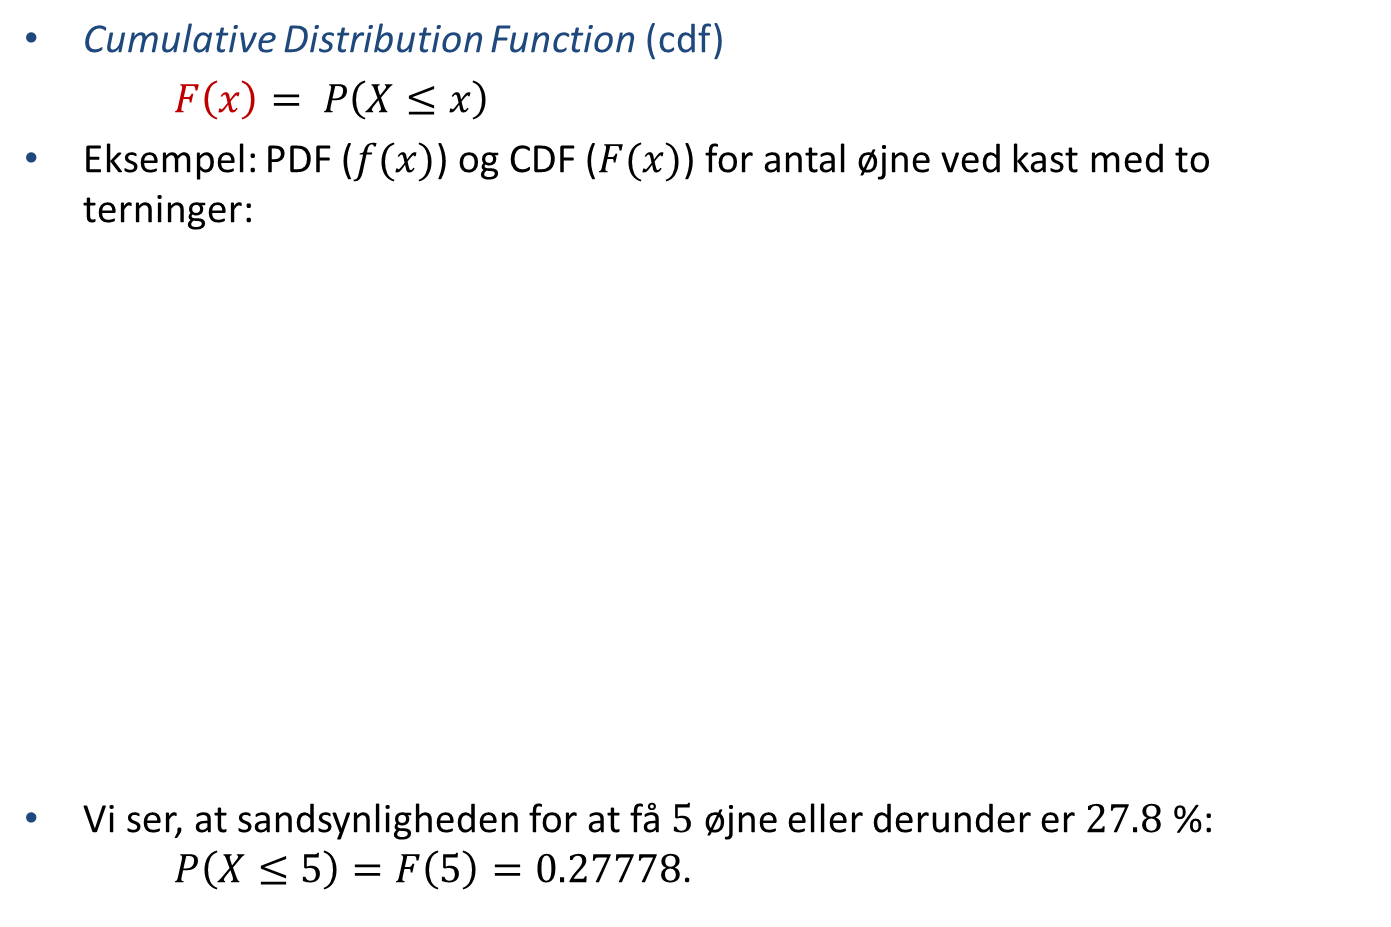 • Cumulative Distribution Function (cdf)
F(x) = P(X ≤ x)
• Eksempel: PDF (f(x)) og CDF (F(x)) for antal øjne ved kast med to
terninger:
• Vi ser, at sandsynligheden for at få 5 øjne eller derunder er 27.8 %:
P(X ≤ 5) = F(5) = 0.27778.